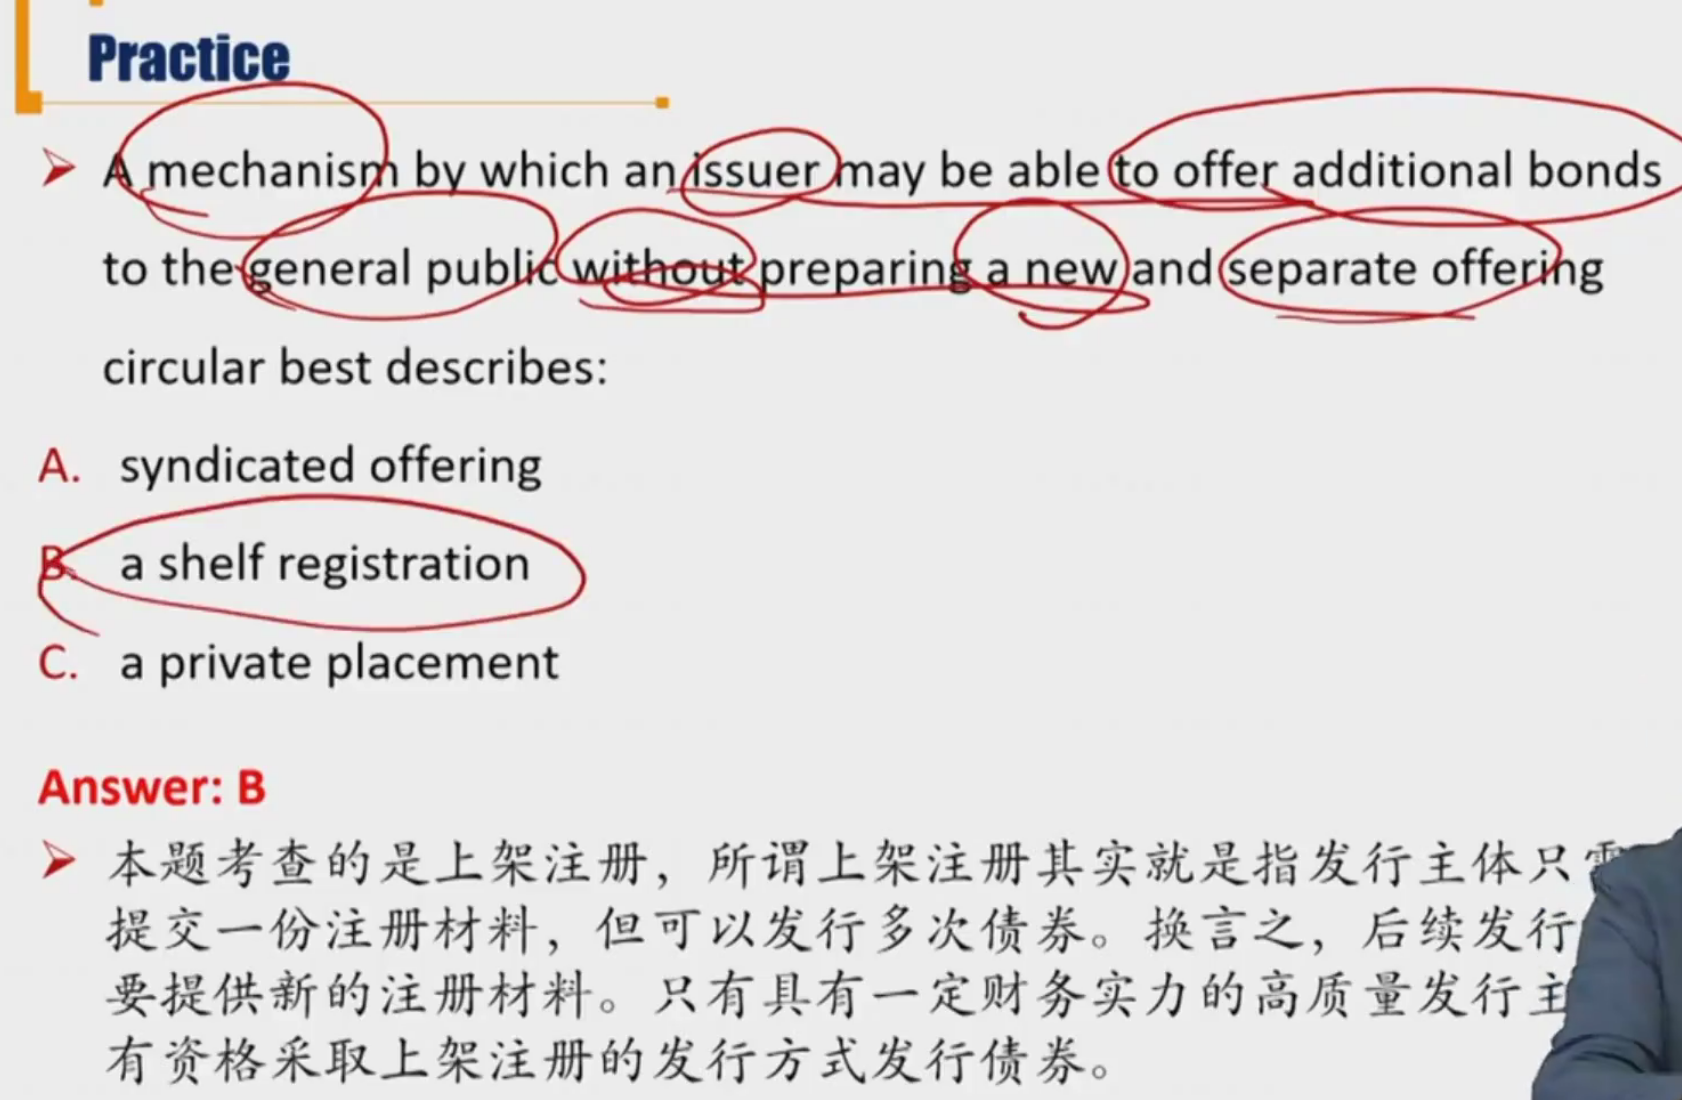 Practice
A mechanism by which an issuer may be able to offer additional bonds
to the general public without preparing a new and separate offering
circular best describes:
A. syndicated offering
B. a shelf registration
C. a private placement
Answer: B
本题考查的是上架注册，所谓上架注册其实就是指发行主体只需
提交一份注册材料，但可以发行多次债券。换言之，后续发行
要提供新的注册材料。只有具有一定财务实力的高质量发行主
有资格采取上架注册的发行方式发行债券。